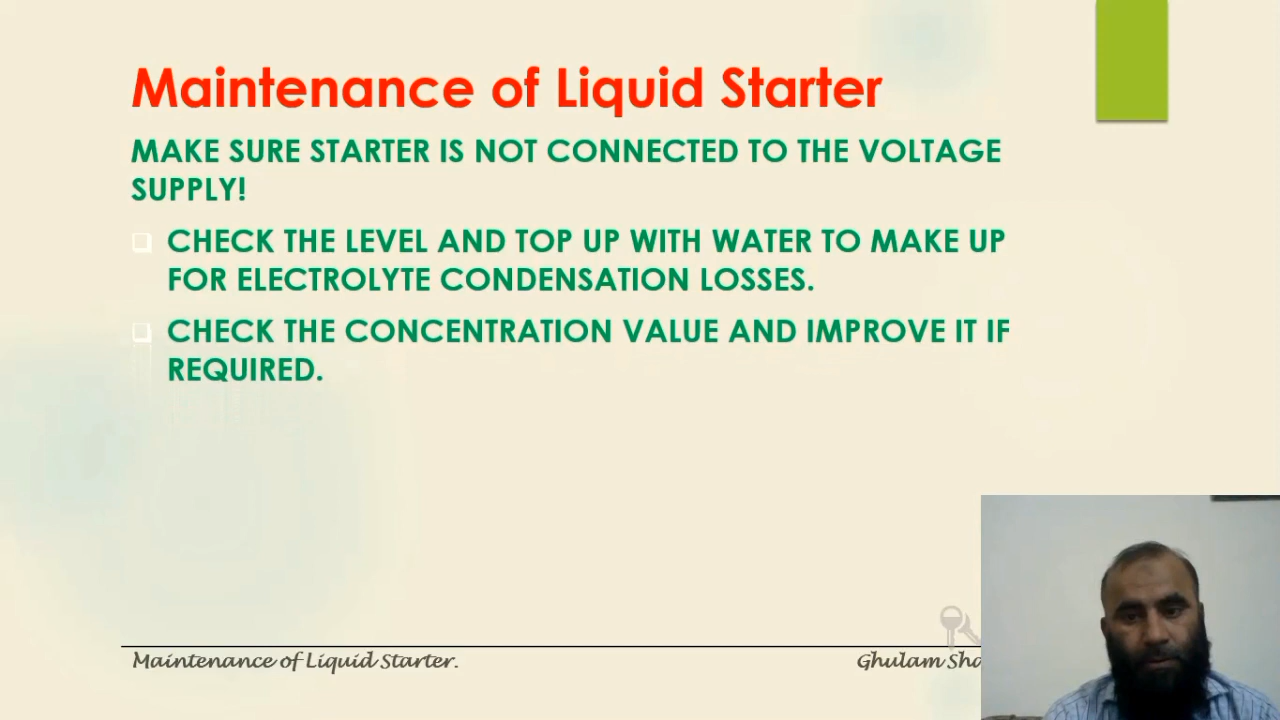 Maintenance of Liquid Starter
MAKE SURE STARTER IS NOT CONNECTED TO THE VOLTAGE
SUPPLY!
CHECK THE LEVEL AND TOP UP WITH WATER TO MAKE UP
FOR ELECTROLYTE CONDENSATION LOSSES.
CHECK THE CONCENTRATION VALUE AND IMPROVE IT IF
REQUIRED.
Maintenance of Liquid Starter.
Ghulam